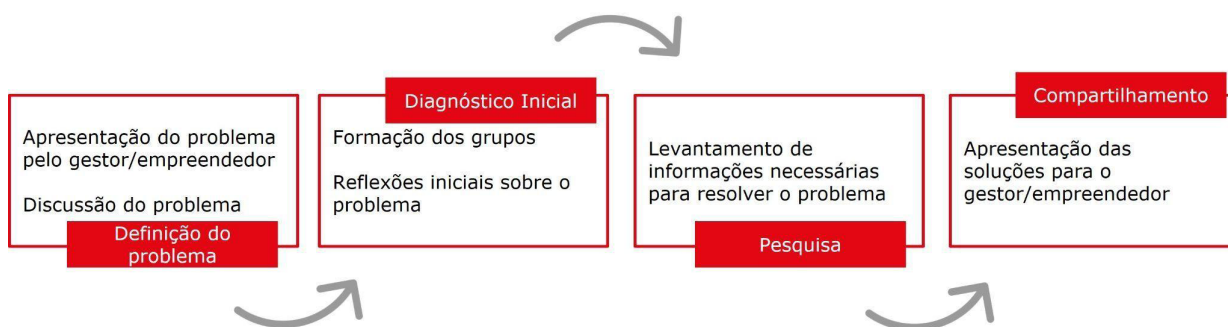 Apresentação do problema
pelo gestor/empreendedor
Discussão do problema
Definição do
problema
Diagnóstico Inicial
Formação dos grupos
Reflexões iniciais sobre o
problema
Levantamento de
informações necessárias
para resolver o problema
Pesquisa
Compartilhamento
Apresentação das
soluções para o
gestor/empreendedor